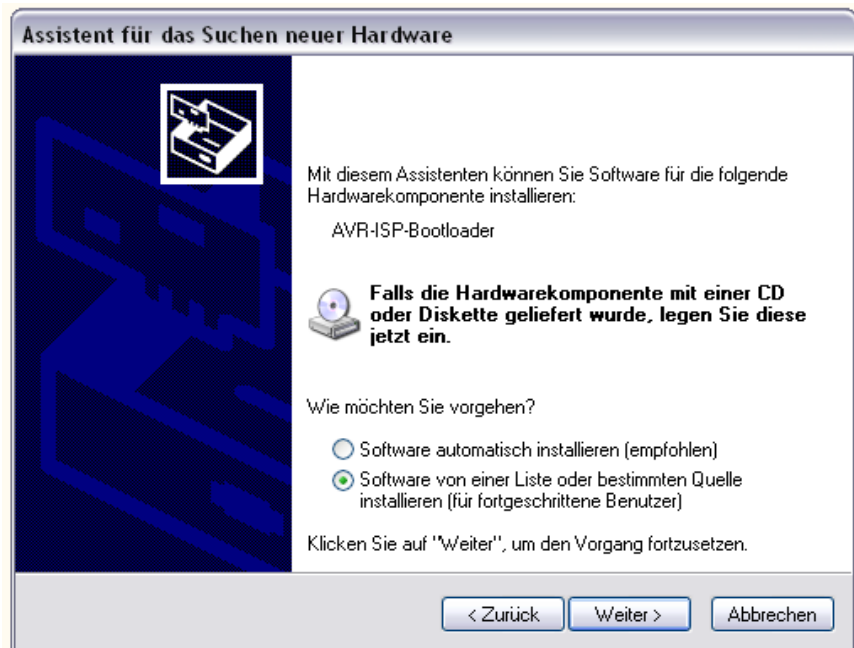 Assistent für das Suchen neuer Hardware
Mit diesem Assistenten können Sie Software für die folgende
Hardwarekomponente installieren:
AVR-ISP-Bootloader
Falls die Hardwarekomponente mit einer CD
oder Diskette geliefert wurde, legen Sie diese
jetzt ein.
Wie möchten Sie vorgehen?
Software automatisch installieren (empfohlen)
Software von einer Liste oder bestimmten Quelle
installieren (für fortgeschrittene Benutzer)
Klicken Sie auf "Weiter", um den Vorgang fortzusetzen.
< Zurück Weiter > Abbrechen